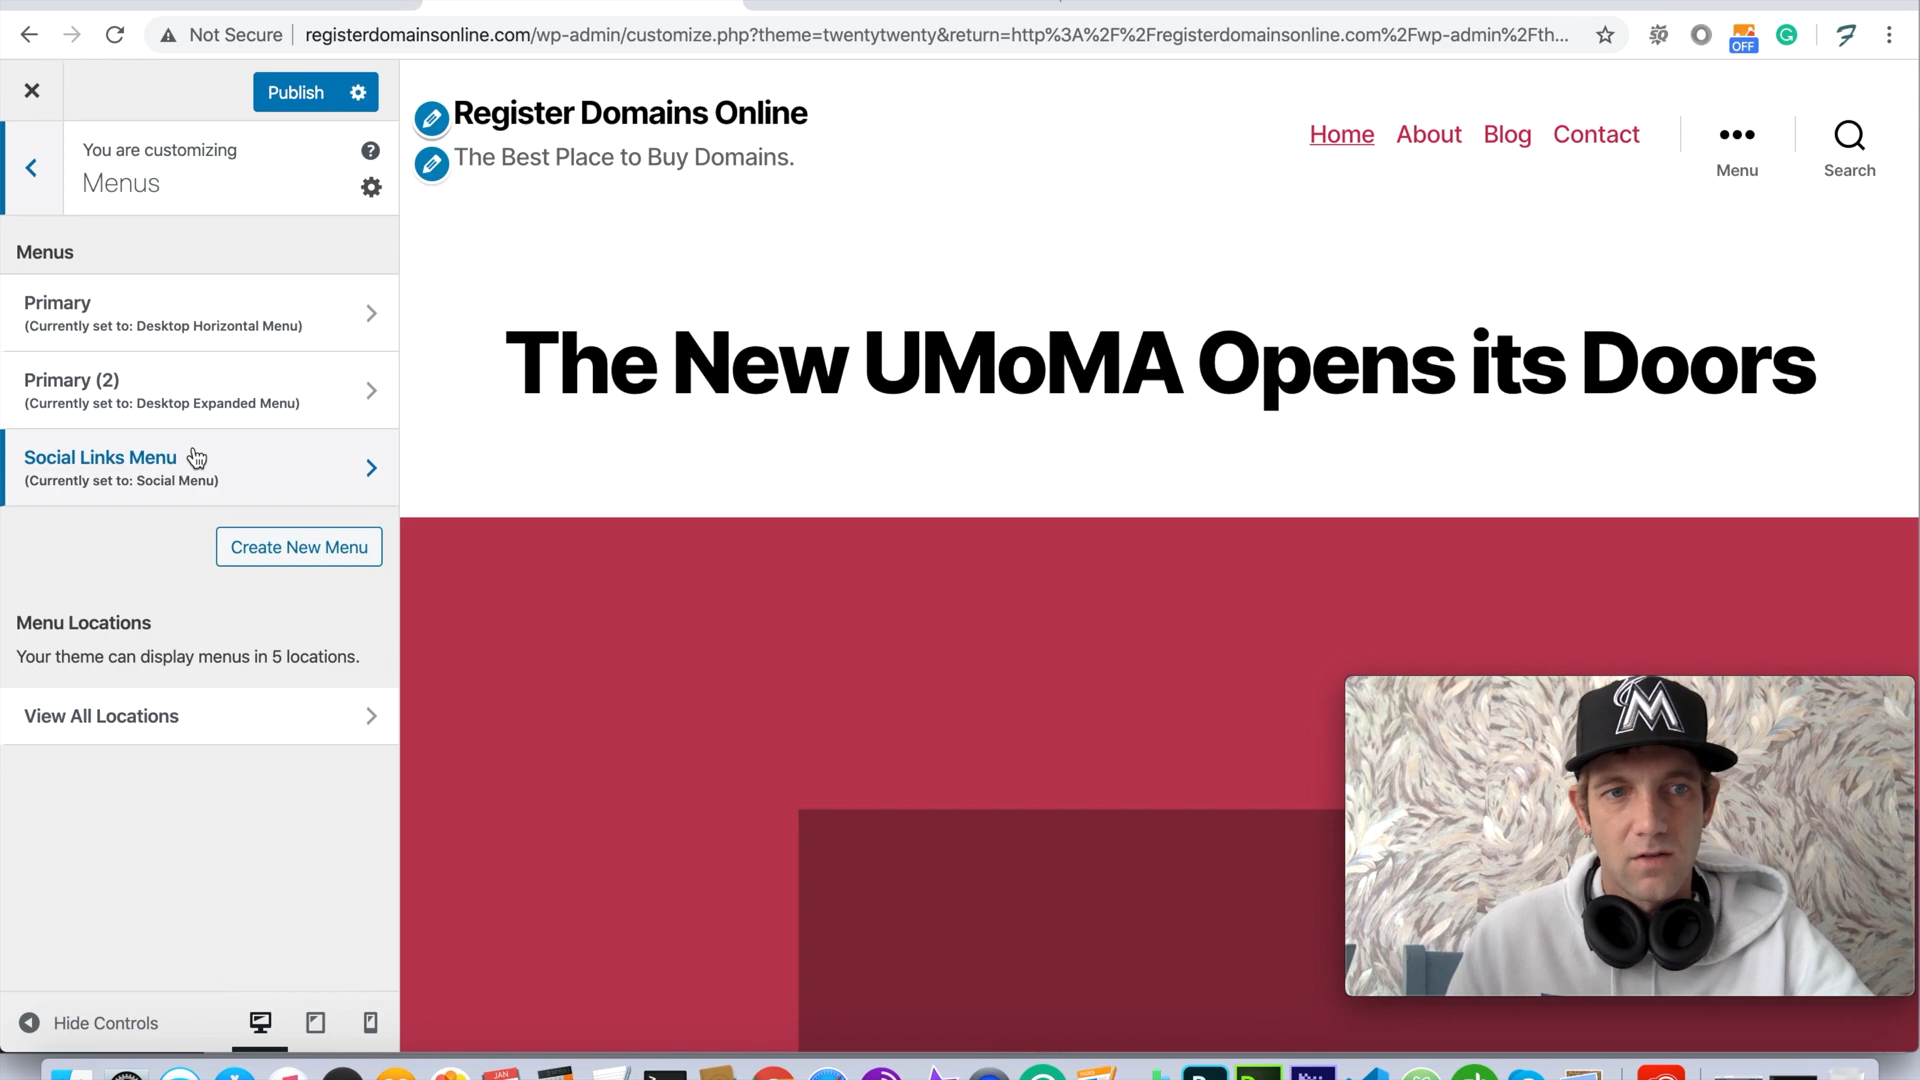 Not Secure
registerdomainsonline.com/wp-admin/customize.php?theme=twentytwenty&return=http%3A%2F%2Fregisterdomainsonline.com%2Fwp-admin%2Fth...
OFF
Publish
You are customizing
Menus
Menus
Primary
(Currently set to: Desktop Horizontal Menu)
Primary (2)
(Currently set to: Desktop Expanded Menu)
Social Links Menu
(Currently set to: Social Menu)
Create New Menu
Menu Locations
Your theme can display menus in 5 locations.
View All Locations
Hide Controls
Register Domains Online
The Best Place to Buy Domains.
Home
About
Blog
Contact
Menu
Search
The New UMoMA Opens its Doors
M
JAN